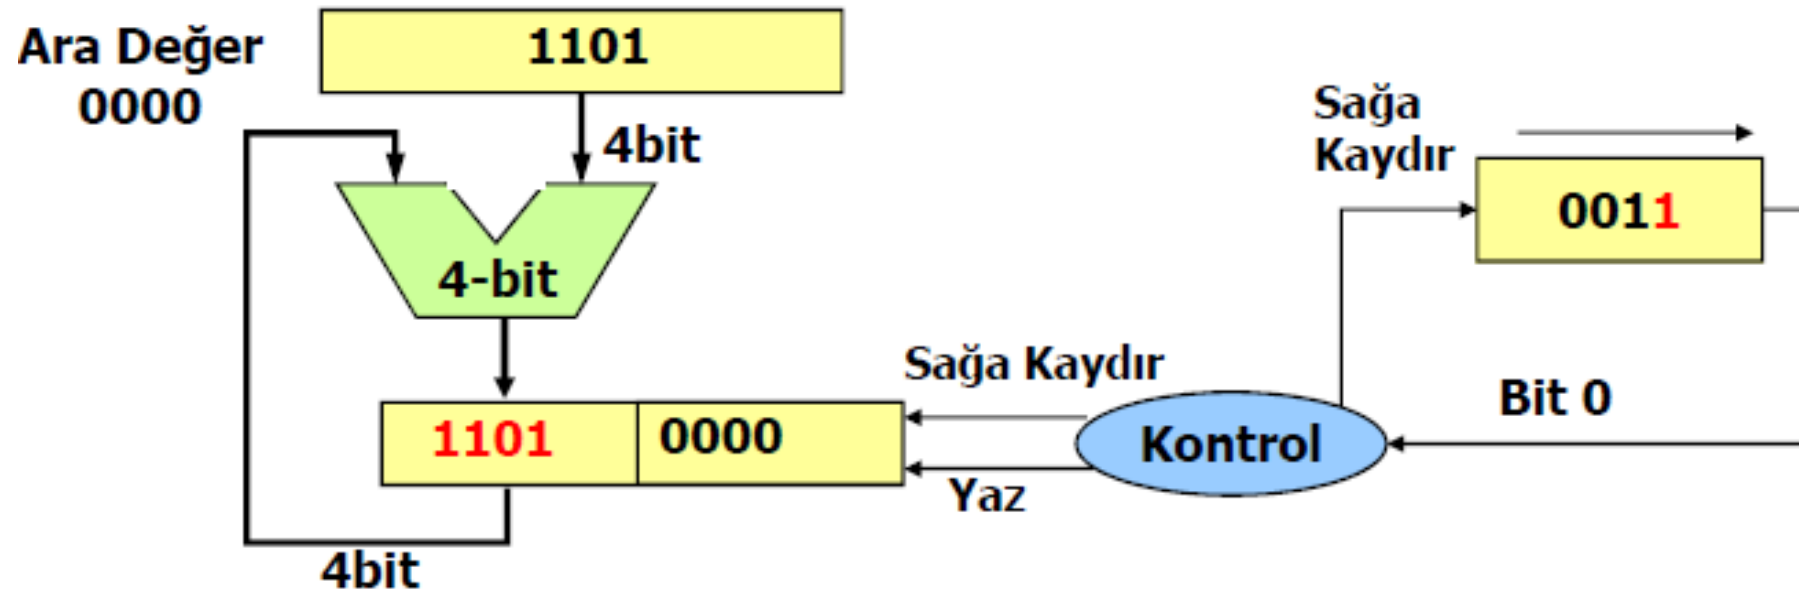 Ara Değer
0000
1101
4bit
4-bit
1101
0000
4bit
Sağa Kaydır
Yaz
Kontrol
Sağa
Kaydır
0011
Bit 0